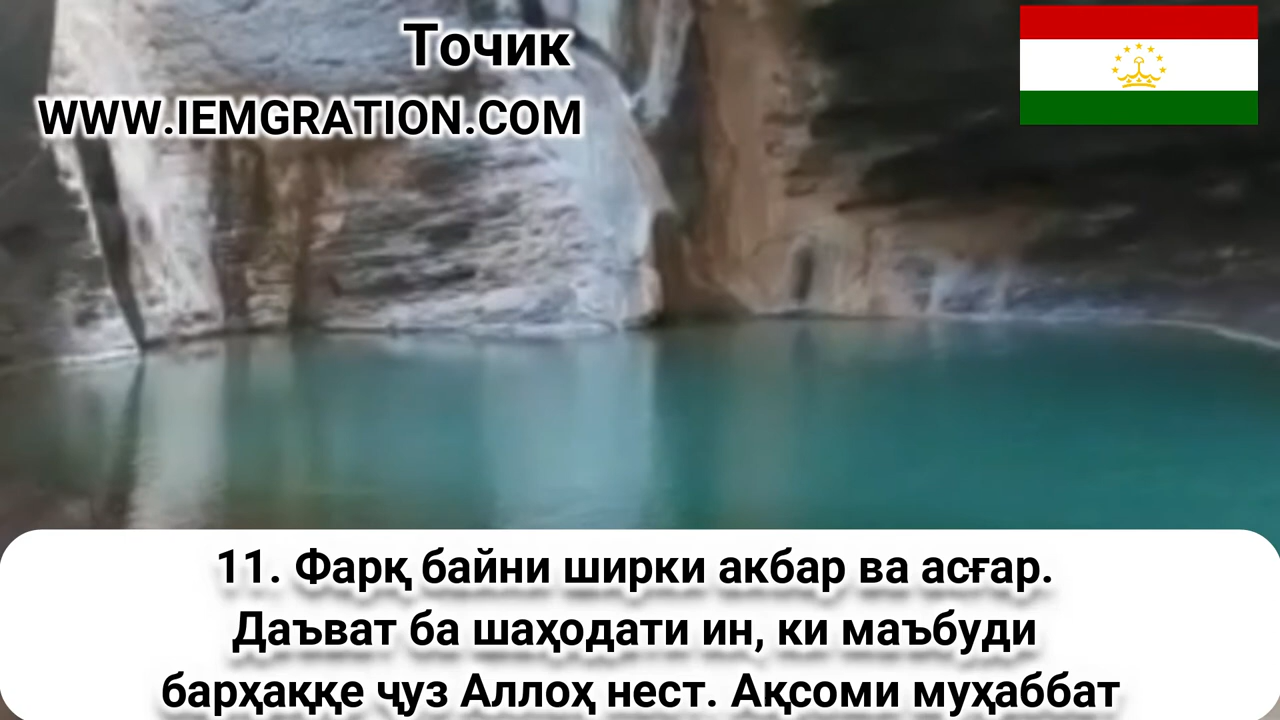 Точик
WWW.IEMGRATION.COM
11. Фарқ байни ширки акбар ва асғар.
Даъват ба шаҳодати ин, ки маъбуди
барҳаққе ҷуз Аллоҳ нест. Ақсоми муҳаббат